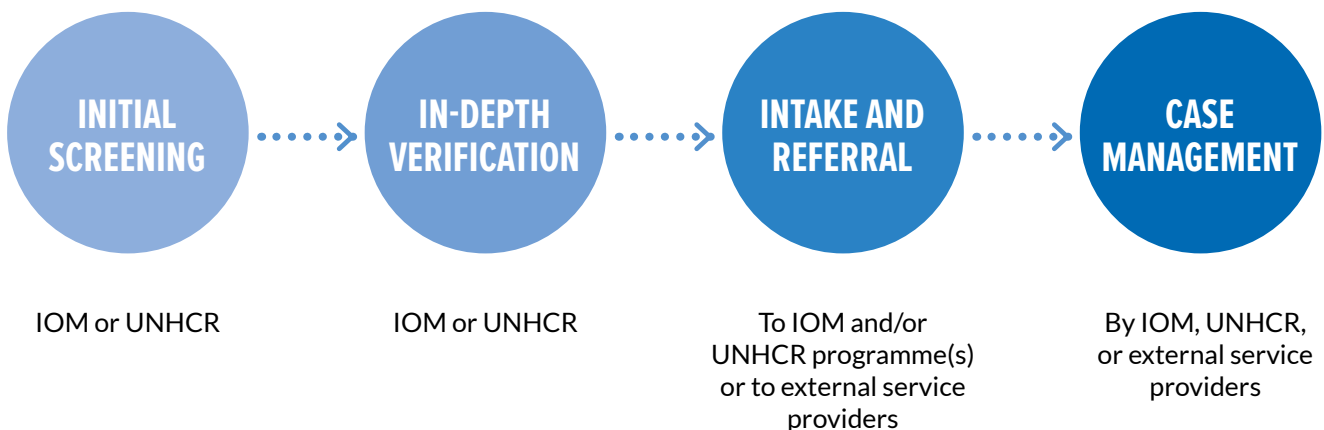 INITIAL
SCREENING
IN-DEPTH
VERIFICATION
INTAKE AND
REFERRAL
CASE
MANAGEMENT
IOM or UNHCR
IOM or UNHCR
To IOM and/or
UNHCR programme(s)
or to external service
providers
By IOM, UNHCR,
or external service
providers